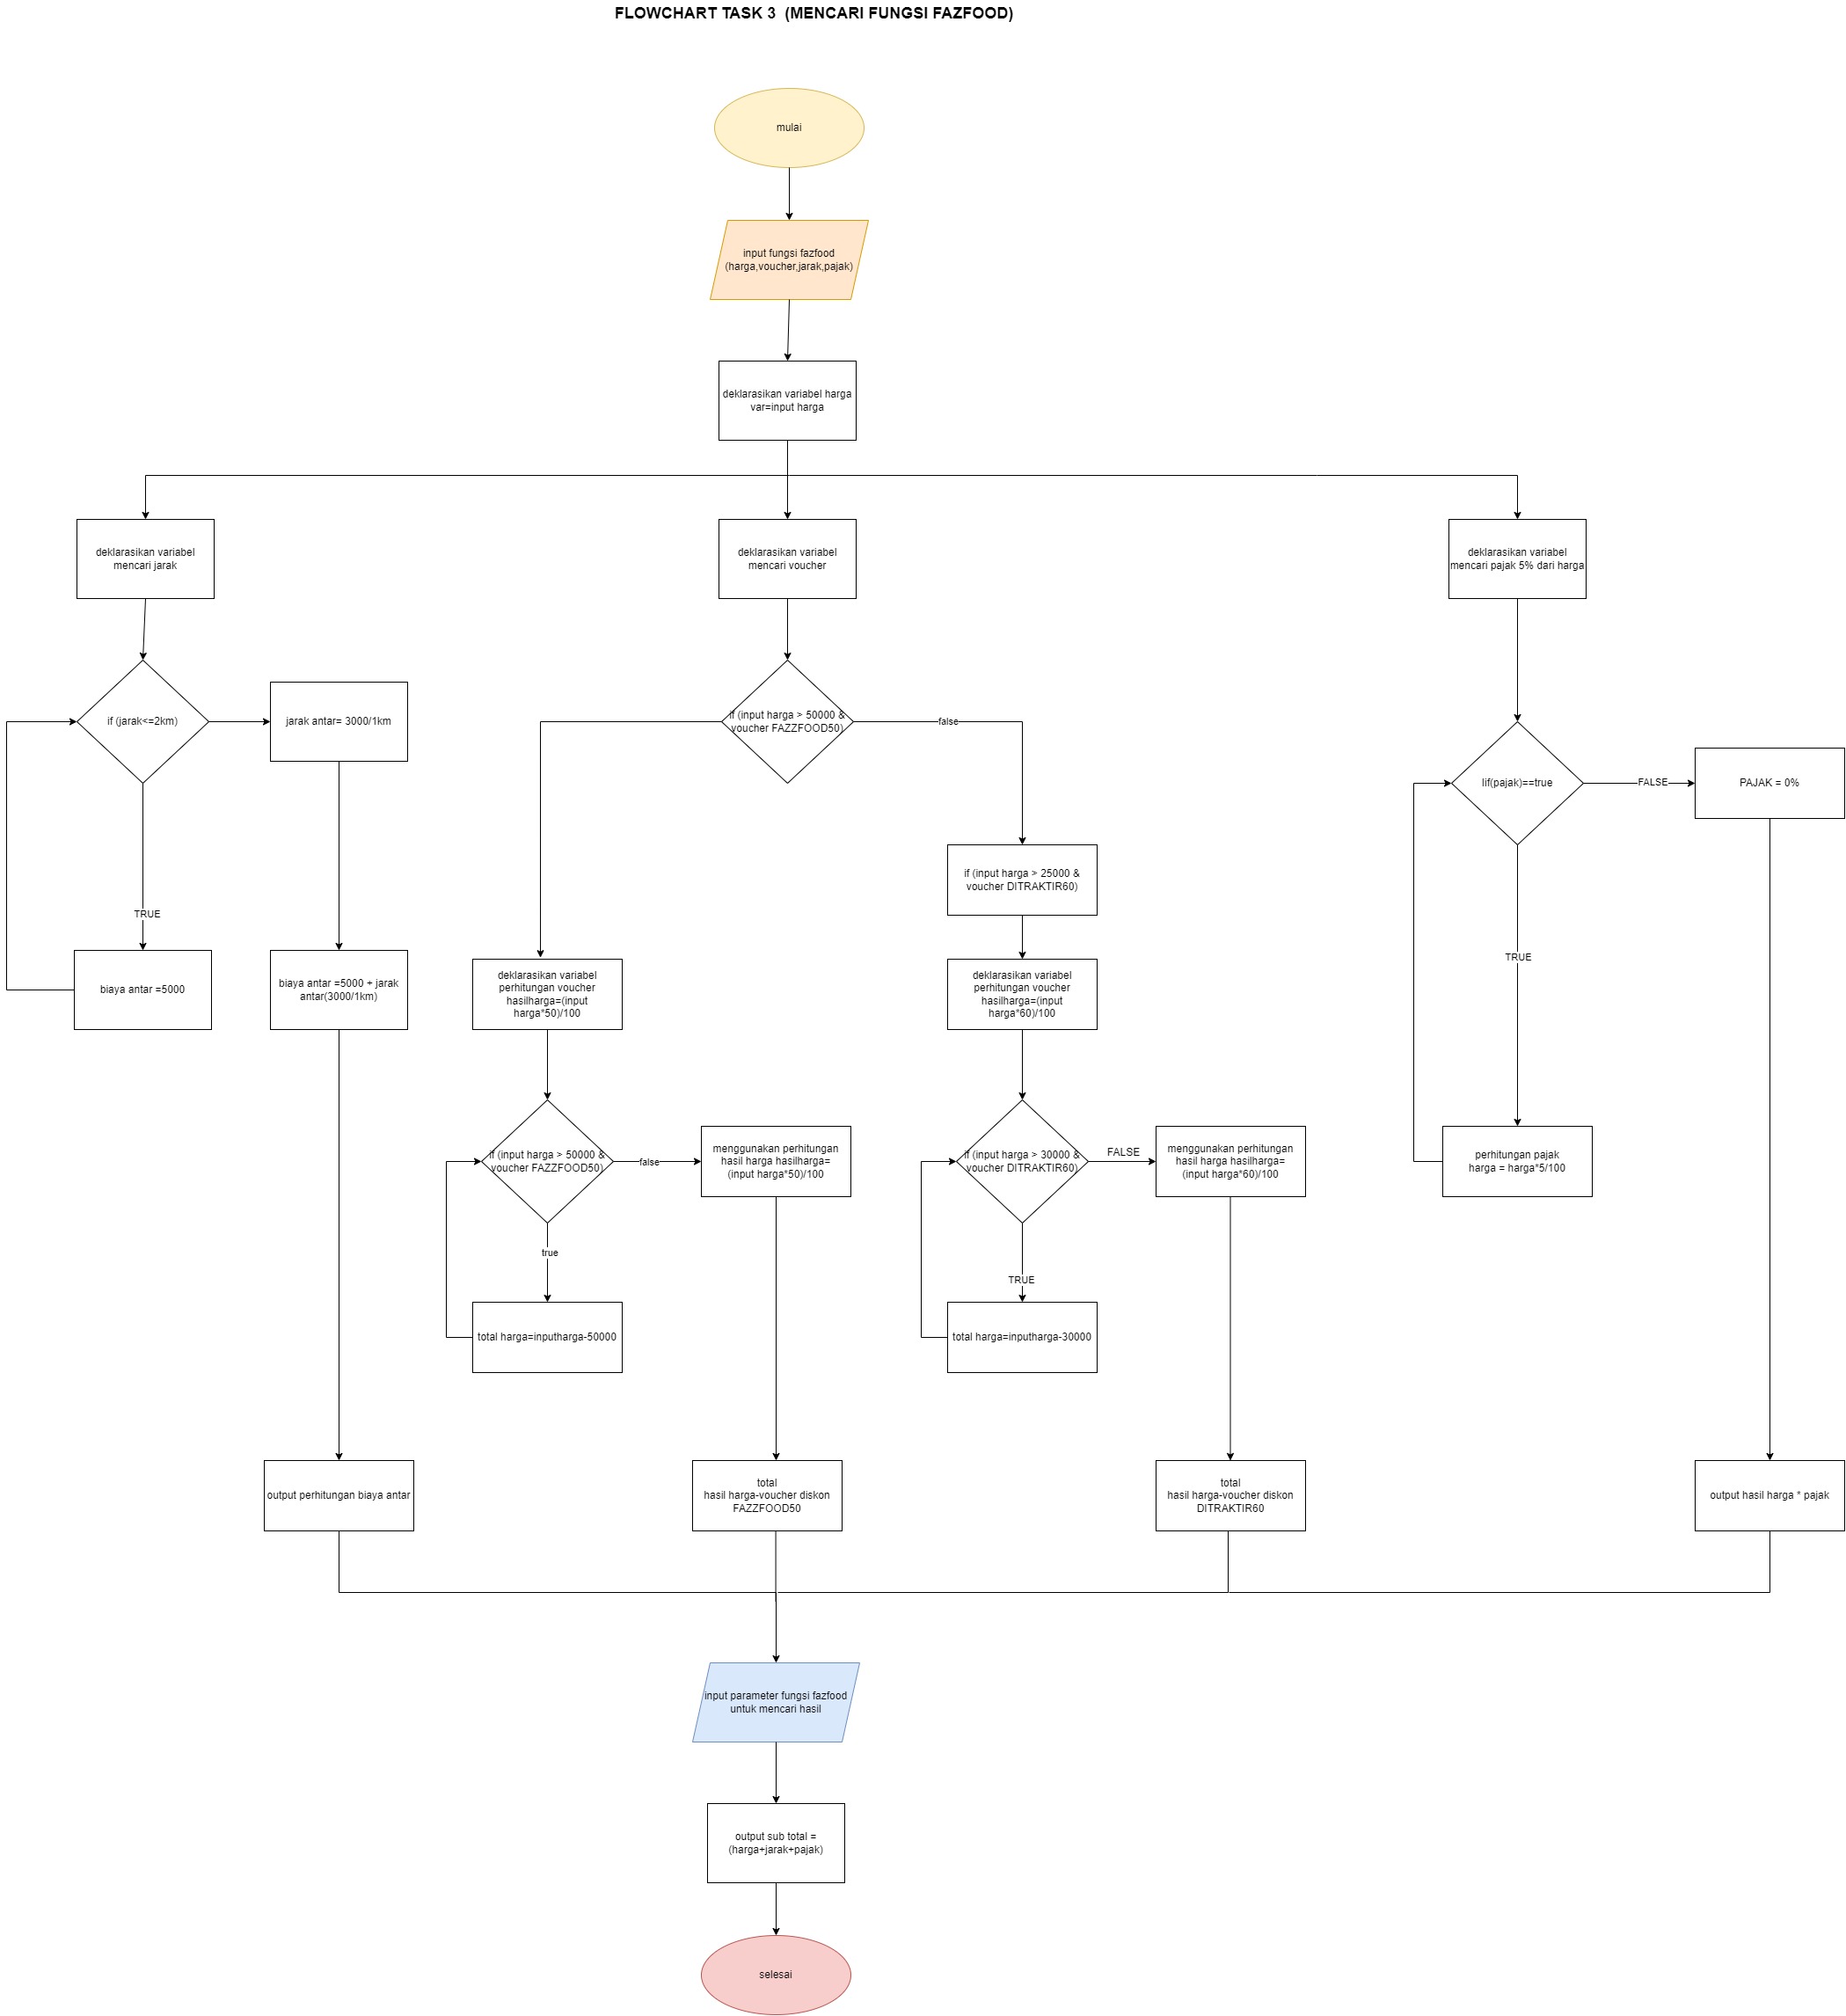 FLOWCHART TASK 3  (MENCARI FUNGSI FAZFOOD)
mulai
input fungsi fazfood
(harga,voucher,jarak,pajak)
deklarasikan variabel harga
var=input harga
deklarasikan variabel
mencari jarak
deklarasikan variabel
mencari voucher
deklarasikan variabel
mencari pajak 5% dari harga
if (jarak<=2km)
jarak antar= 3000/1km
if (input harga > 50000 &
voucher FAZZFOOD50)
false
Iif(pajak)==true
FALSE
PAJAK = 0%
if (input harga > 25000 &
voucher DITRAKTIR60)
TRUE
biaya antar =5000
biaya antar =5000 + jarak
antar(3000/1km)
deklarasikan variabel
perhitungan voucher
hasilharga=(input
harga*50)/100
deklarasikan variabel
perhitungan voucher
hasilharga=(input
harga*60)/100
TRUE
if (input harga > 50000 &
voucher FAZZFOOD50)
false
menggunakan perhitungan
hasil harga hasilharga=
(input harga*50)/100
if (input harga > 30000 &
voucher DITRAKTIR60)
FALSE
menggunakan perhitungan
hasil harga hasilharga=
(input harga*60)/100
perhitungan pajak
harga = harga*5/100
true
TRUE
total harga=inputharga-50000
total harga=inputharga-30000
output perhitungan biaya antar
total
hasil harga-voucher diskon
FAZZFOOD50
total
hasil harga-voucher diskon
DITRAKTIR60
output hasil harga * pajak
input parameter fungsi fazfood
untuk mencari hasil
output sub total =
(harga+jarak+pajak)
selesai